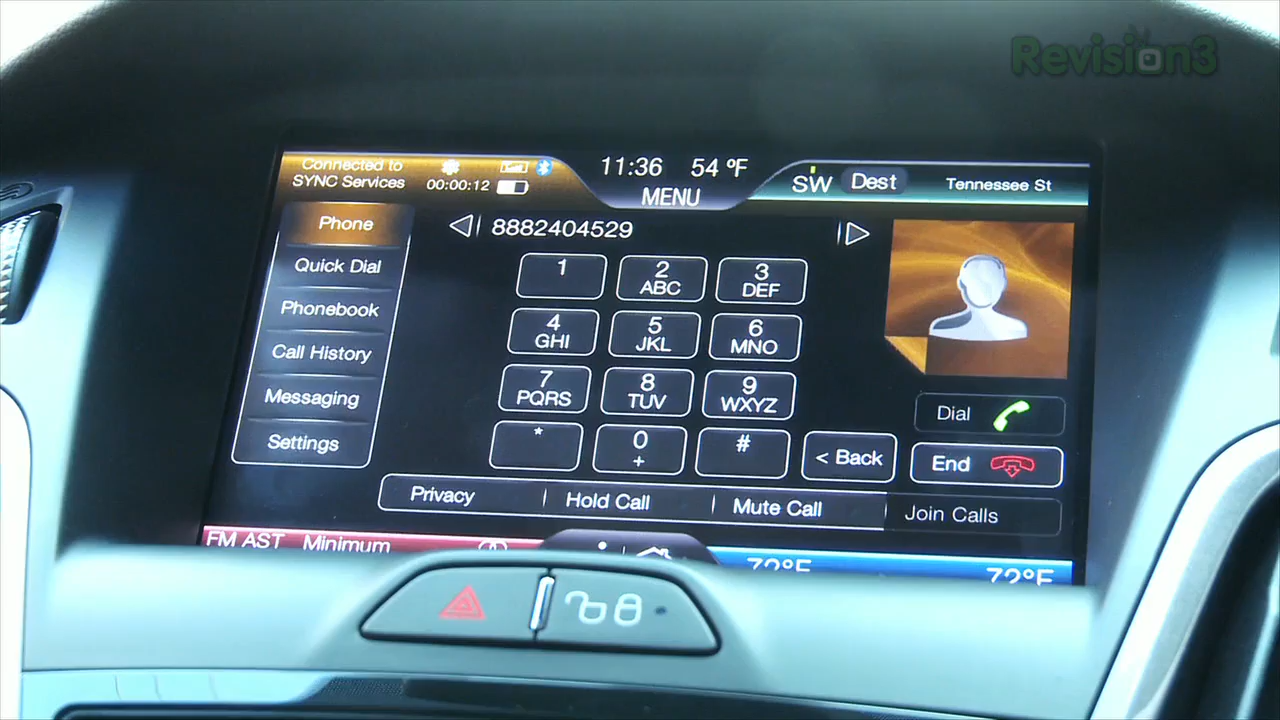 Revision3
Connected to
SYNC Services
00:00:12
11:36 54 °F
MENU
SW Dest Tennessee St
Phone
Quick Dial
Phonebook
Call History
Messaging
Settings
8882404529
1
2
ABC
3
DEF
4
GHI
5
JKL
6
MNO
7
PQRS
8
TUV
9
WXYZ
*
0
+
#
< Back
Dial
End
Privacy
Hold Call
Mute Call
Join Calls
FM AST Minimum
72°F
72°F